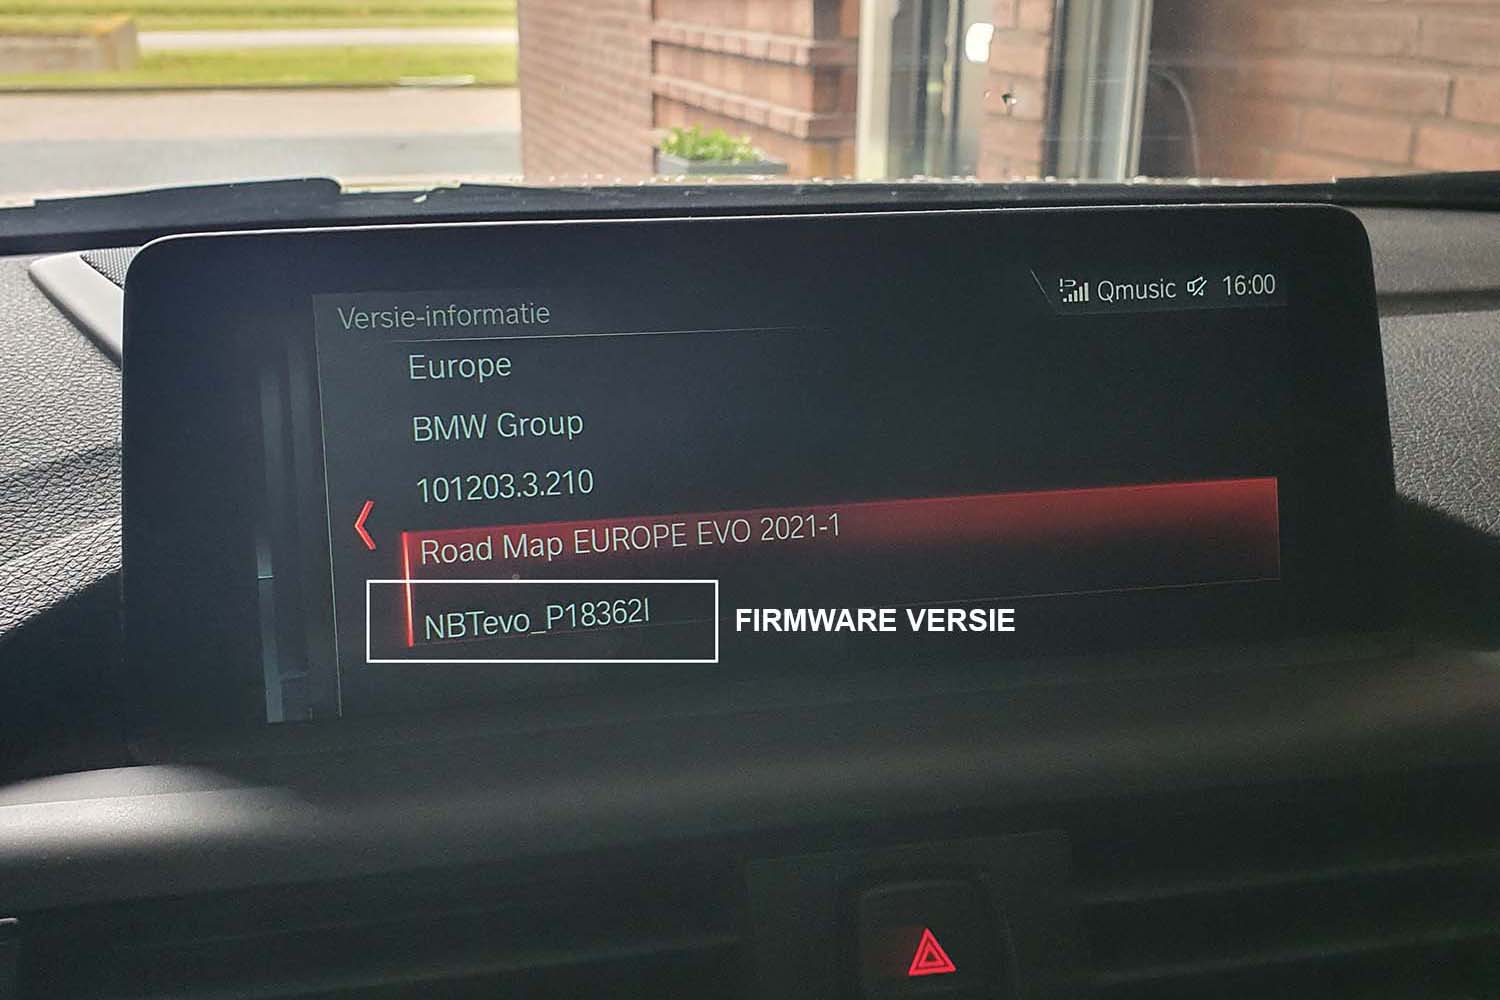 Versie-informatie
Qmusic 16:00
Europe
BMW Group
101203.3.210
Road Map EUROPE EVO 2021-1
NBTevo_P18362I
FIRMWARE VERSIE